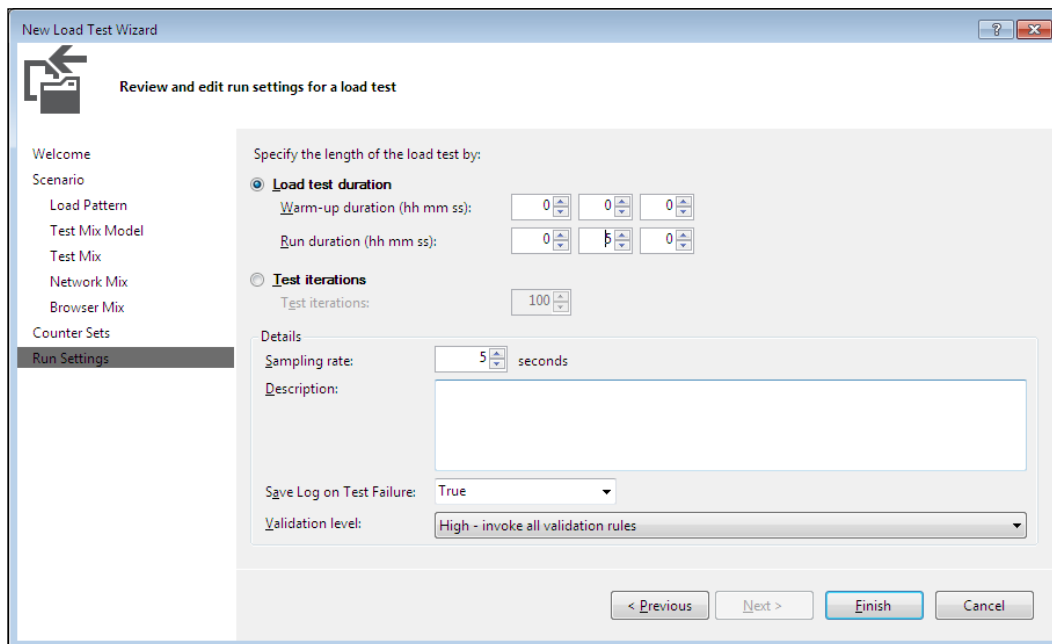 New Load Test Wizard
?
Review and edit run settings for a load test
Welcome
Scenario
Load Pattern
Test Mix Model
Test Mix
Network Mix
Browser Mix
Counter Sets
Run Settings
Specify the length of the load test by:
Load test duration
Warm-up duration (hh mm ss): 0 0 0
Run duration (hh mm ss): 0 5 0
Test iterations
Test iterations: 100
Details
Sampling rate: 5 seconds
Description:
Save Log on Test Failure: True
Validation level: High - invoke all validation rules
< Previous Next > Finish Cancel